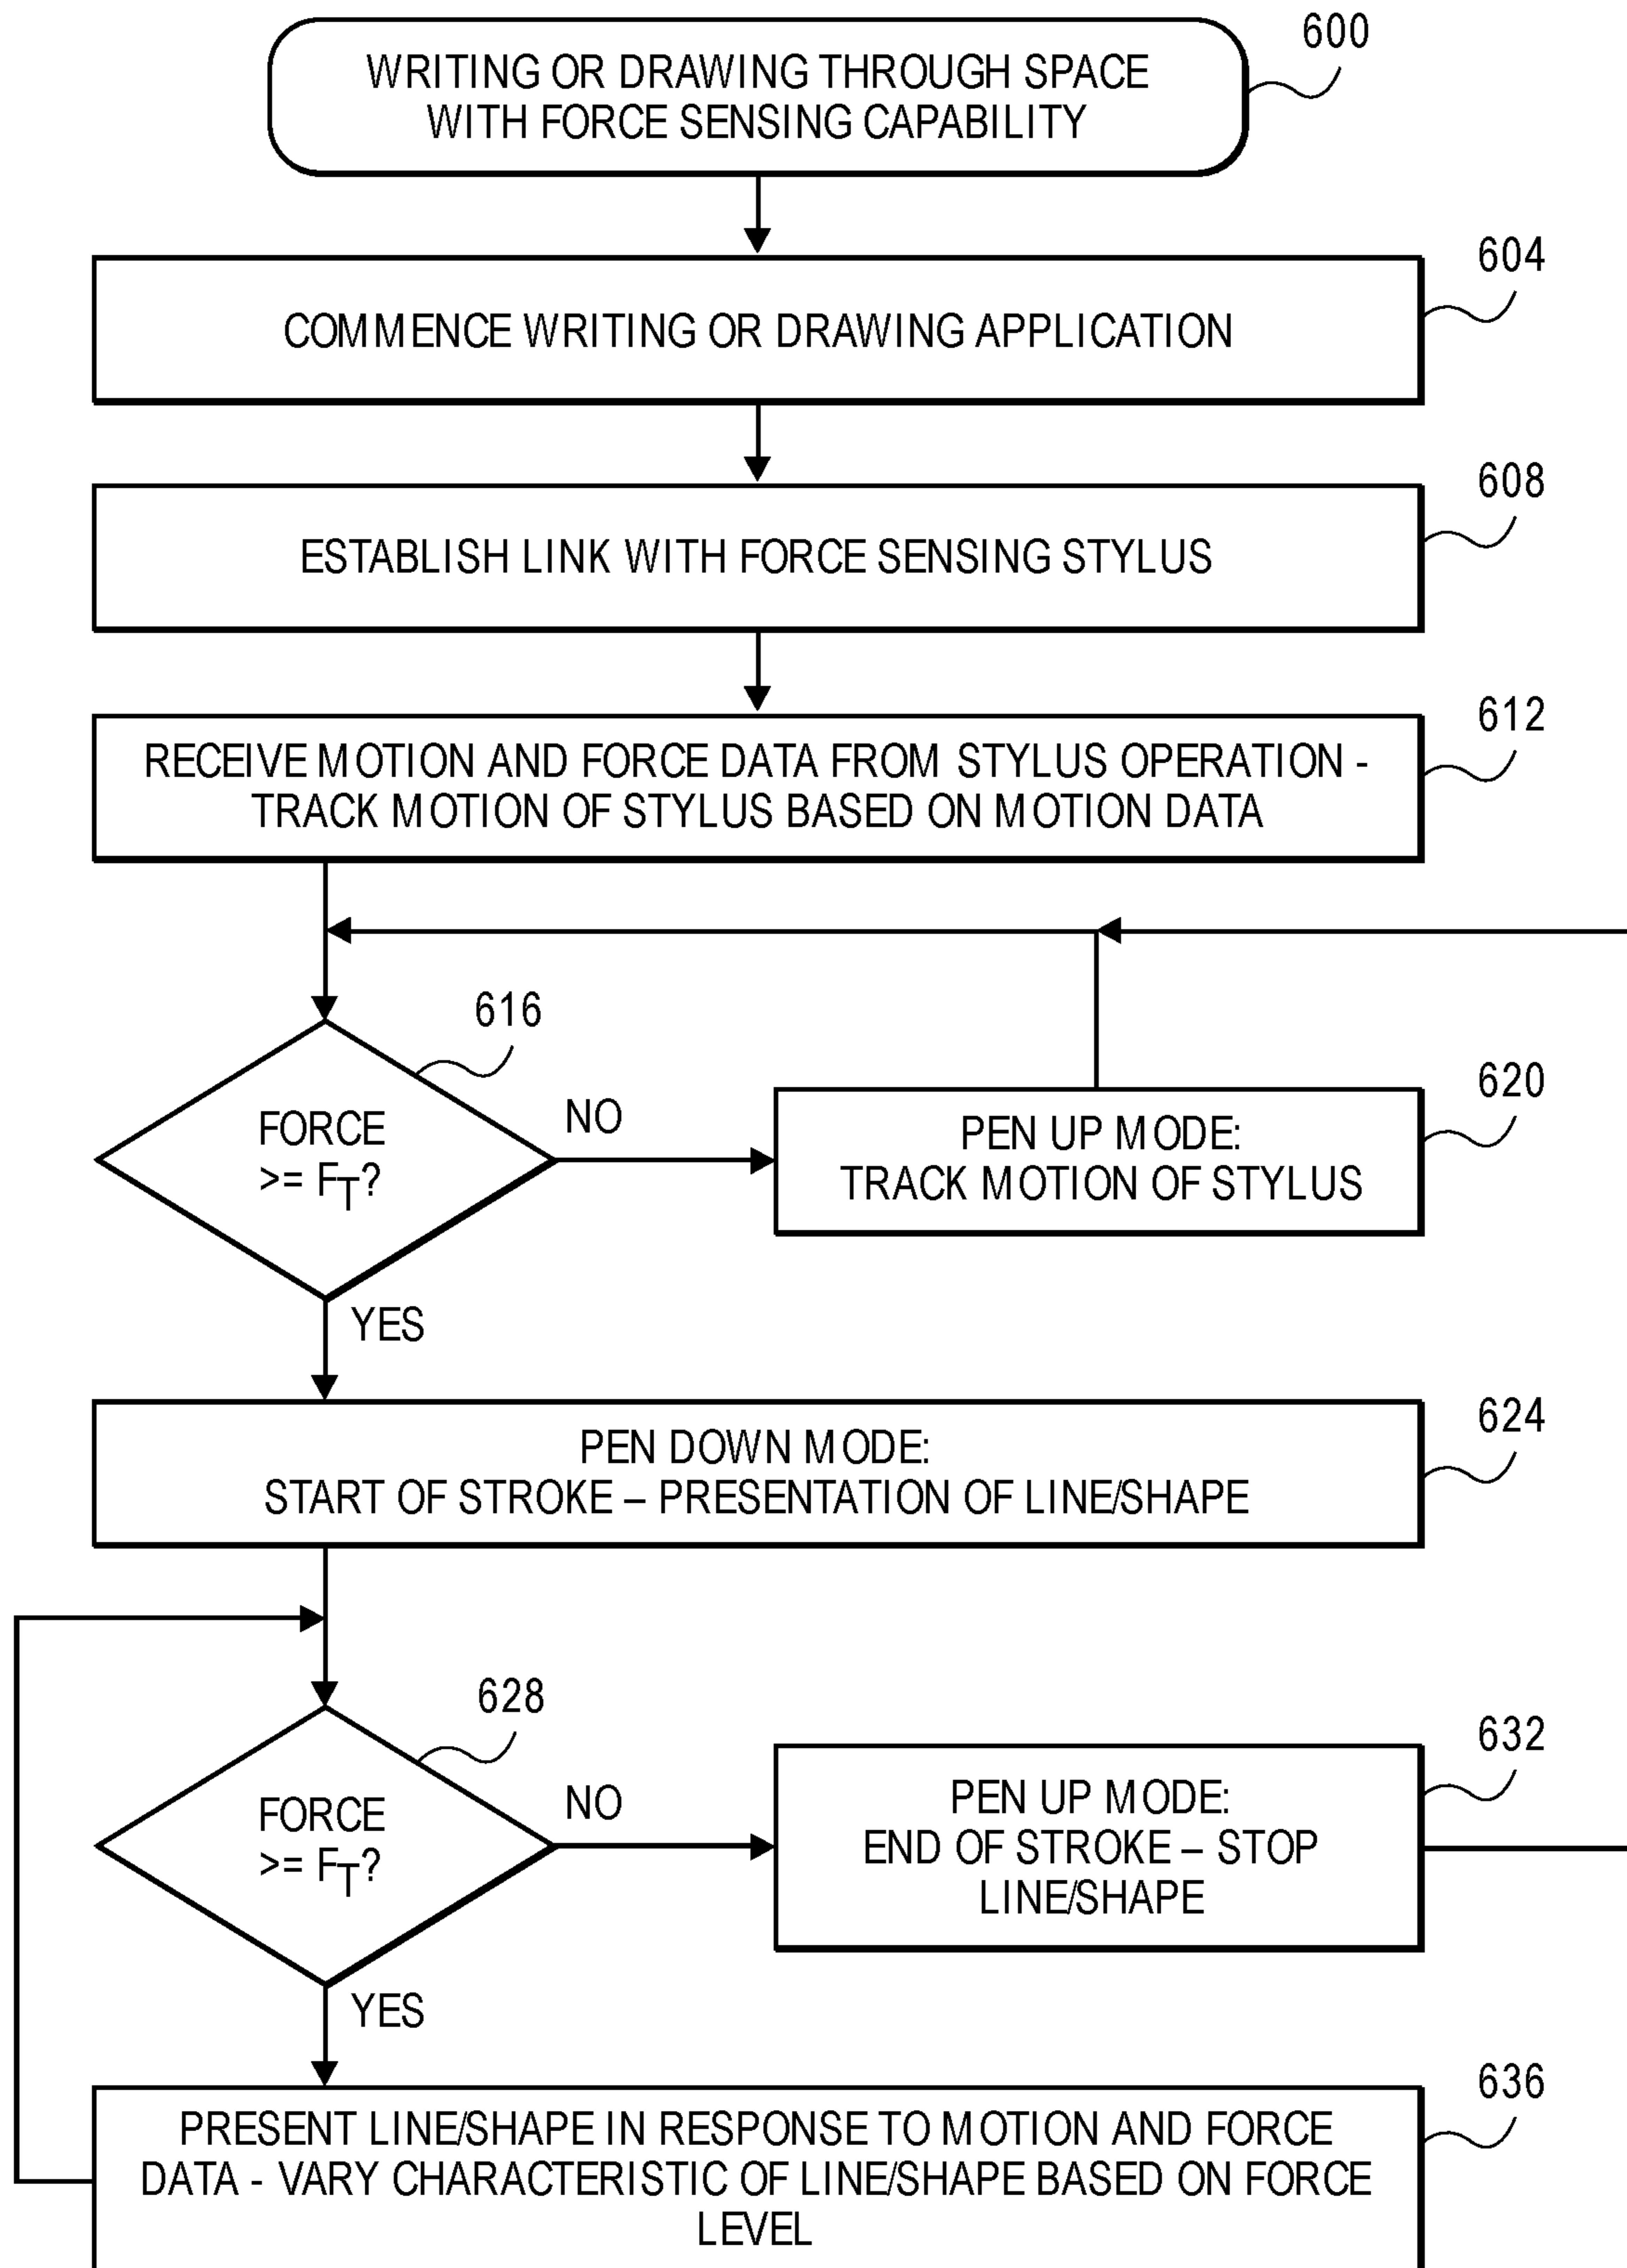 600
WRITING OR DRAWING THROUGH SPACE
WITH FORCE SENSING CAPABILITY
604
COMMENCE WRITING OR DRAWING APPLICATION
608
ESTABLISH LINK WITH FORCE SENSING STYLUS
612
RECEIVE MOTION AND FORCE DATA FROM STYLUS OPERATION -
TRACK MOTION OF STYLUS BASED ON MOTION DATA
616
FORCE
>= FT?
NO
620
PEN UP MODE:
TRACK MOTION OF STYLUS
YES
624
PEN DOWN MODE:
START OF STROKE – PRESENTATION OF LINE/SHAPE
628
FORCE
>= FT?
NO
632
PEN UP MODE:
END OF STROKE – STOP
LINE/SHAPE
YES
636
PRESENT LINE/SHAPE IN RESPONSE TO MOTION AND FORCE
DATA - VARY CHARACTERISTIC OF LINE/SHAPE BASED ON FORCE
LEVEL